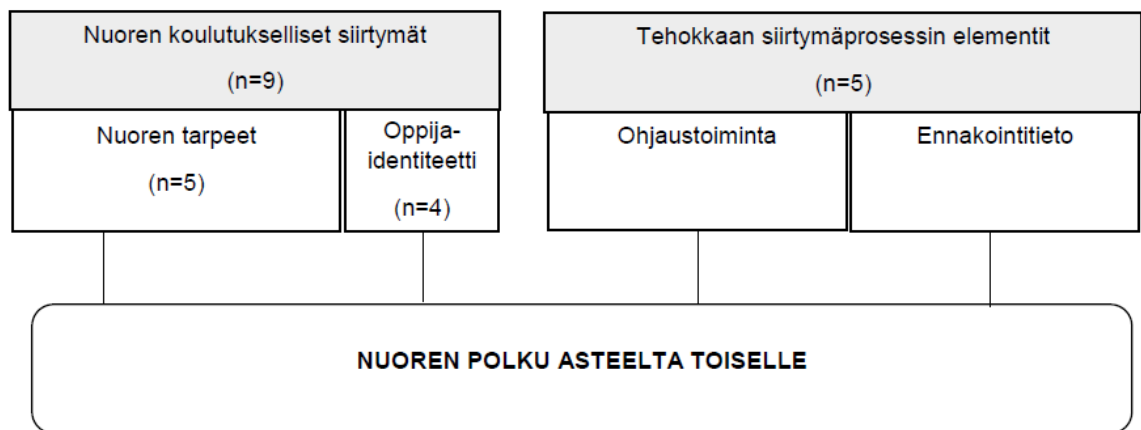 Nuoren koulutukselliset siirtymät
(n=9)
Nuoren tarpeet
(n=5)
Oppija-
identiteetti
(n=4)
Tehokkaan siirtymäprosessin elementit
(n=5)
Ohjaustoiminta
Ennakointitieto
NUOREN POLKU ASTEELTA TOISELLE